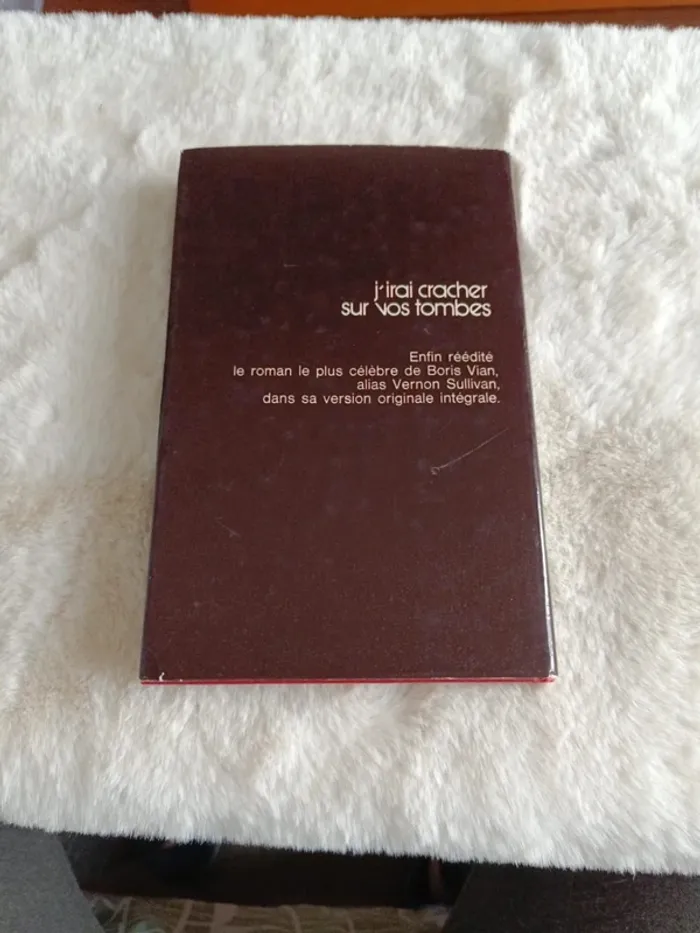 j'irai cracher
sur vos tombes
Enfin réédité
le roman le plus célèbre de Boris Vian,
alias Vernon Sullivan,
dans sa version originale intégrale.